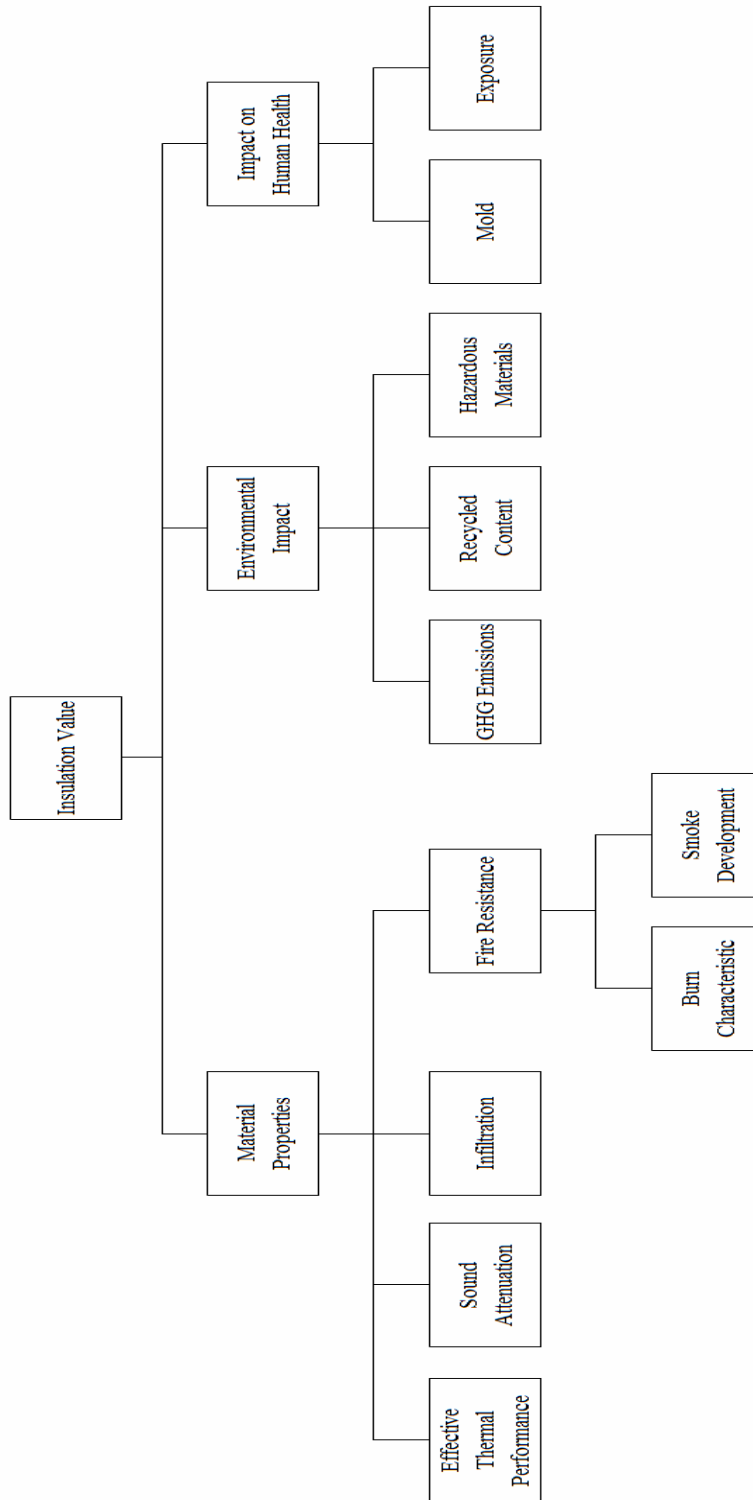 Insulation Value
Material
Properties
Environmental
Impact
Impact on
Human Health
Effective
Thermal
Performance
Sound
Attenuation
Infiltration
Fire Resistance
GHG Emissions
Recycled
Content
Hazardous
Materials
Mold
Exposure
Burn
Characteristic
Smoke
Development